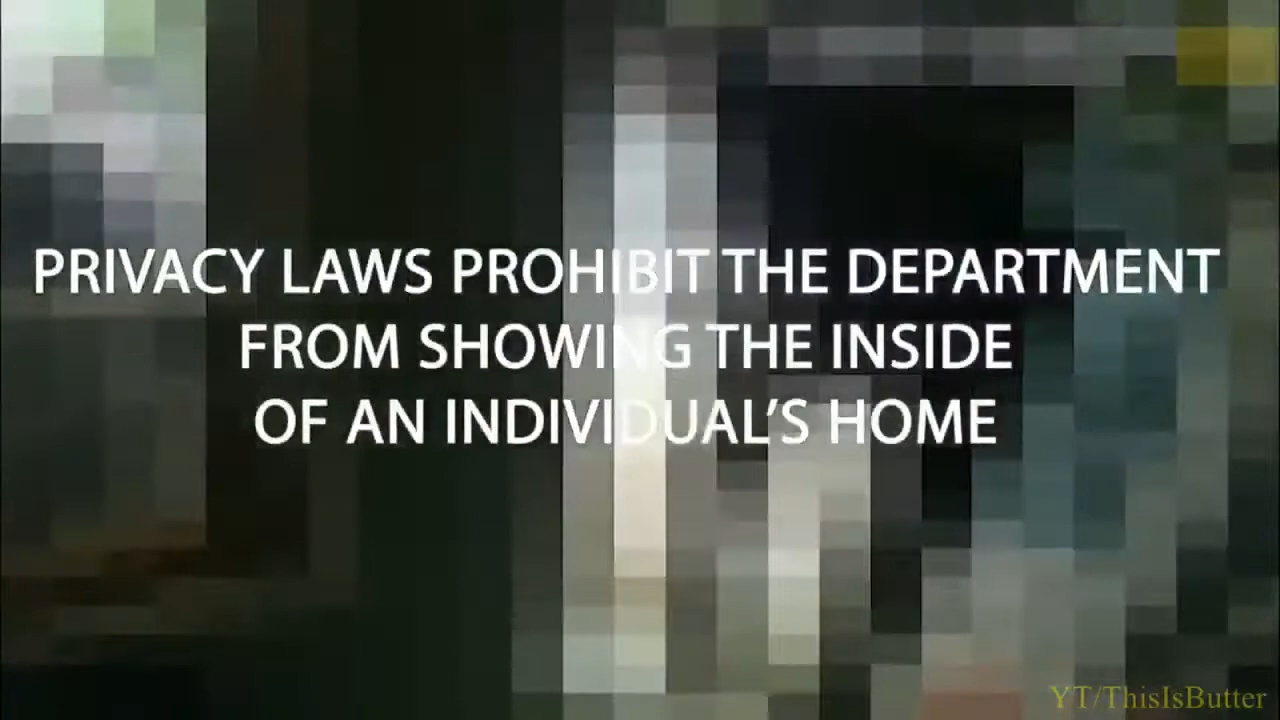 PRIVACY LAWS PROHIBIT THE DEPARTMENT
FROM SHOWING THE INSIDE
OF AN INDIVIDUAL'S HOME
YT/ThisIsButter